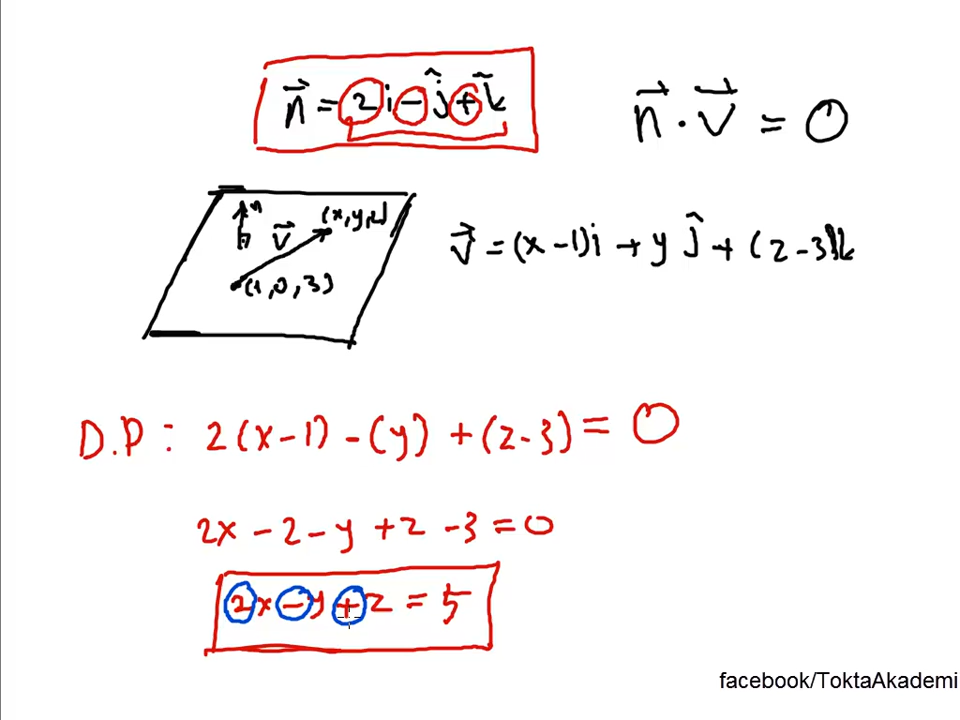 n⃗ = 2i − ĵ + k̂
n⃗ · v⃗ = 0
n
v⃗
(x,y,z)
(1,0,3)
v⃗ = (x−1)i + y ĵ + (z−3)k
D.P : 2(x−1) −(y) +(z−3) = 0
2x − 2 − y + z − 3 = 0
2x − y + z = 5
facebook/ToktaAkademi